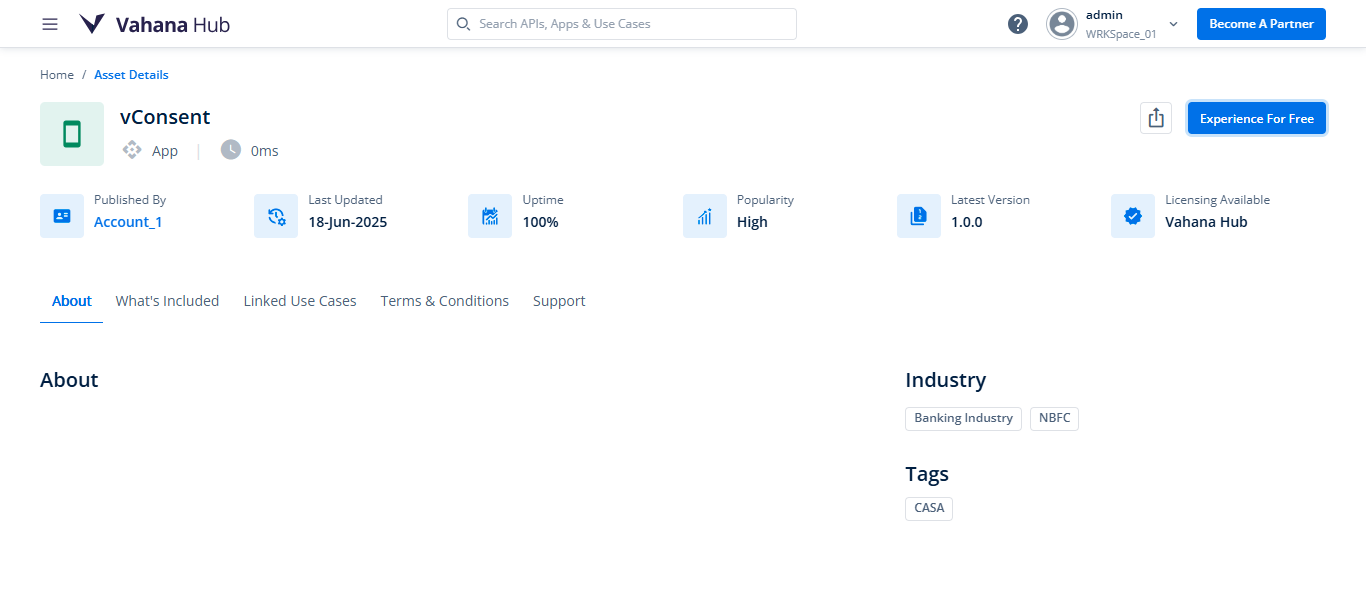 Vahana Hub
Search APIs, Apps & Use Cases
?
admin
WRKSpace_01
Become A Partner
Home / Asset Details
vConsent
App | 0ms
Experience For Free
Published By
Account_1
Last Updated
18-Jun-2025
Uptime
100%
Popularity
High
Latest Version
1.0.0
Licensing Available
Vahana Hub
About
What's Included
Linked Use Cases
Terms & Conditions
Support
About
Industry
Banking Industry
NBFC
Tags
CASA